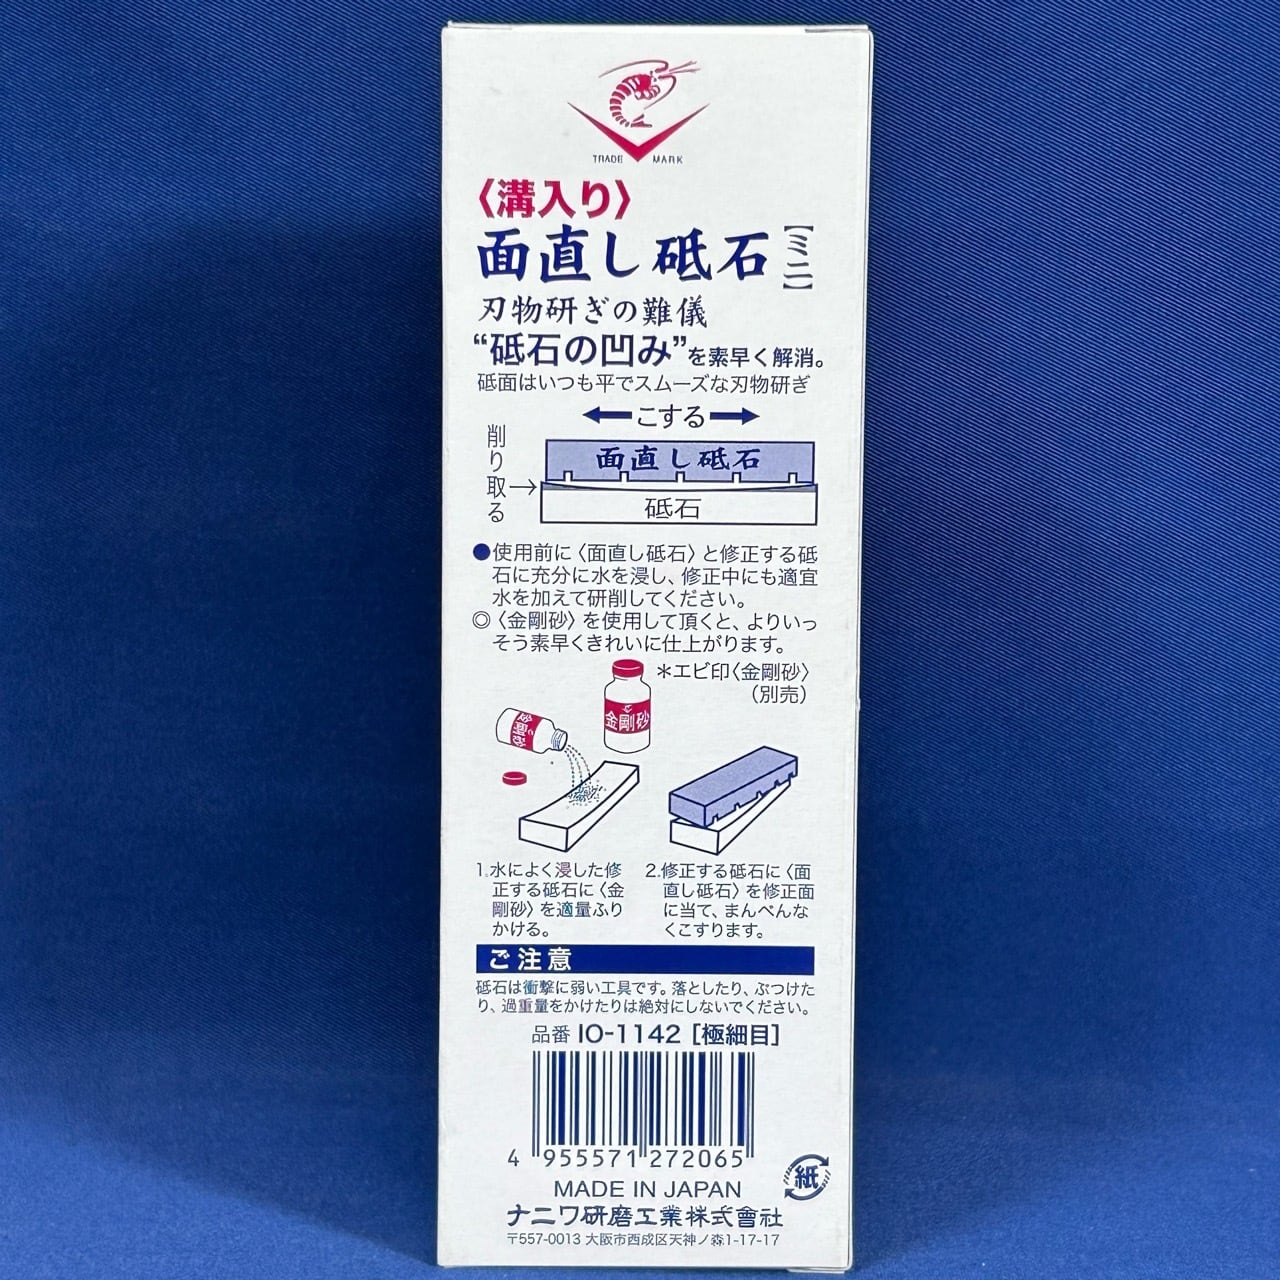 TRADE MARK
〈溝入り〉
面直し砥石【ミニ】
刃物研ぎの難儀
“砥石の凹み”を素早く解消。
砥面はいつも平でスムーズな刃物研ぎ
←こする→
削り取る→
面直し砥石
砥石
●使用前に〈面直し砥石〉と修正する砥
石に充分に水を浸し、修正中にも適宜
水を加えて研削してください。
◎〈金剛砂〉を使用して頂くと、よりいっ
そう素早くきれいに仕上がります。
＊エビ印〈金剛砂〉
（別売）
金剛砂
金剛砂
1.水によく浸した修
正する砥石に〈金
剛砂〉を適量ふり
かける。
2.修正する砥石に〈面
直し砥石〉を修正面
に当て、まんべんな
くこすります。
ご注意
砥石は衝撃に弱い工具です。落としたり、ぶつけた
り、過重量をかけたりは絶対にしないでください。
品番 IO-1142［極細目］
4 955571 272065
紙
MADE IN JAPAN
ナニワ研磨工業株式會社
〒557-0013 大阪市西成区天神ノ森1-17-17